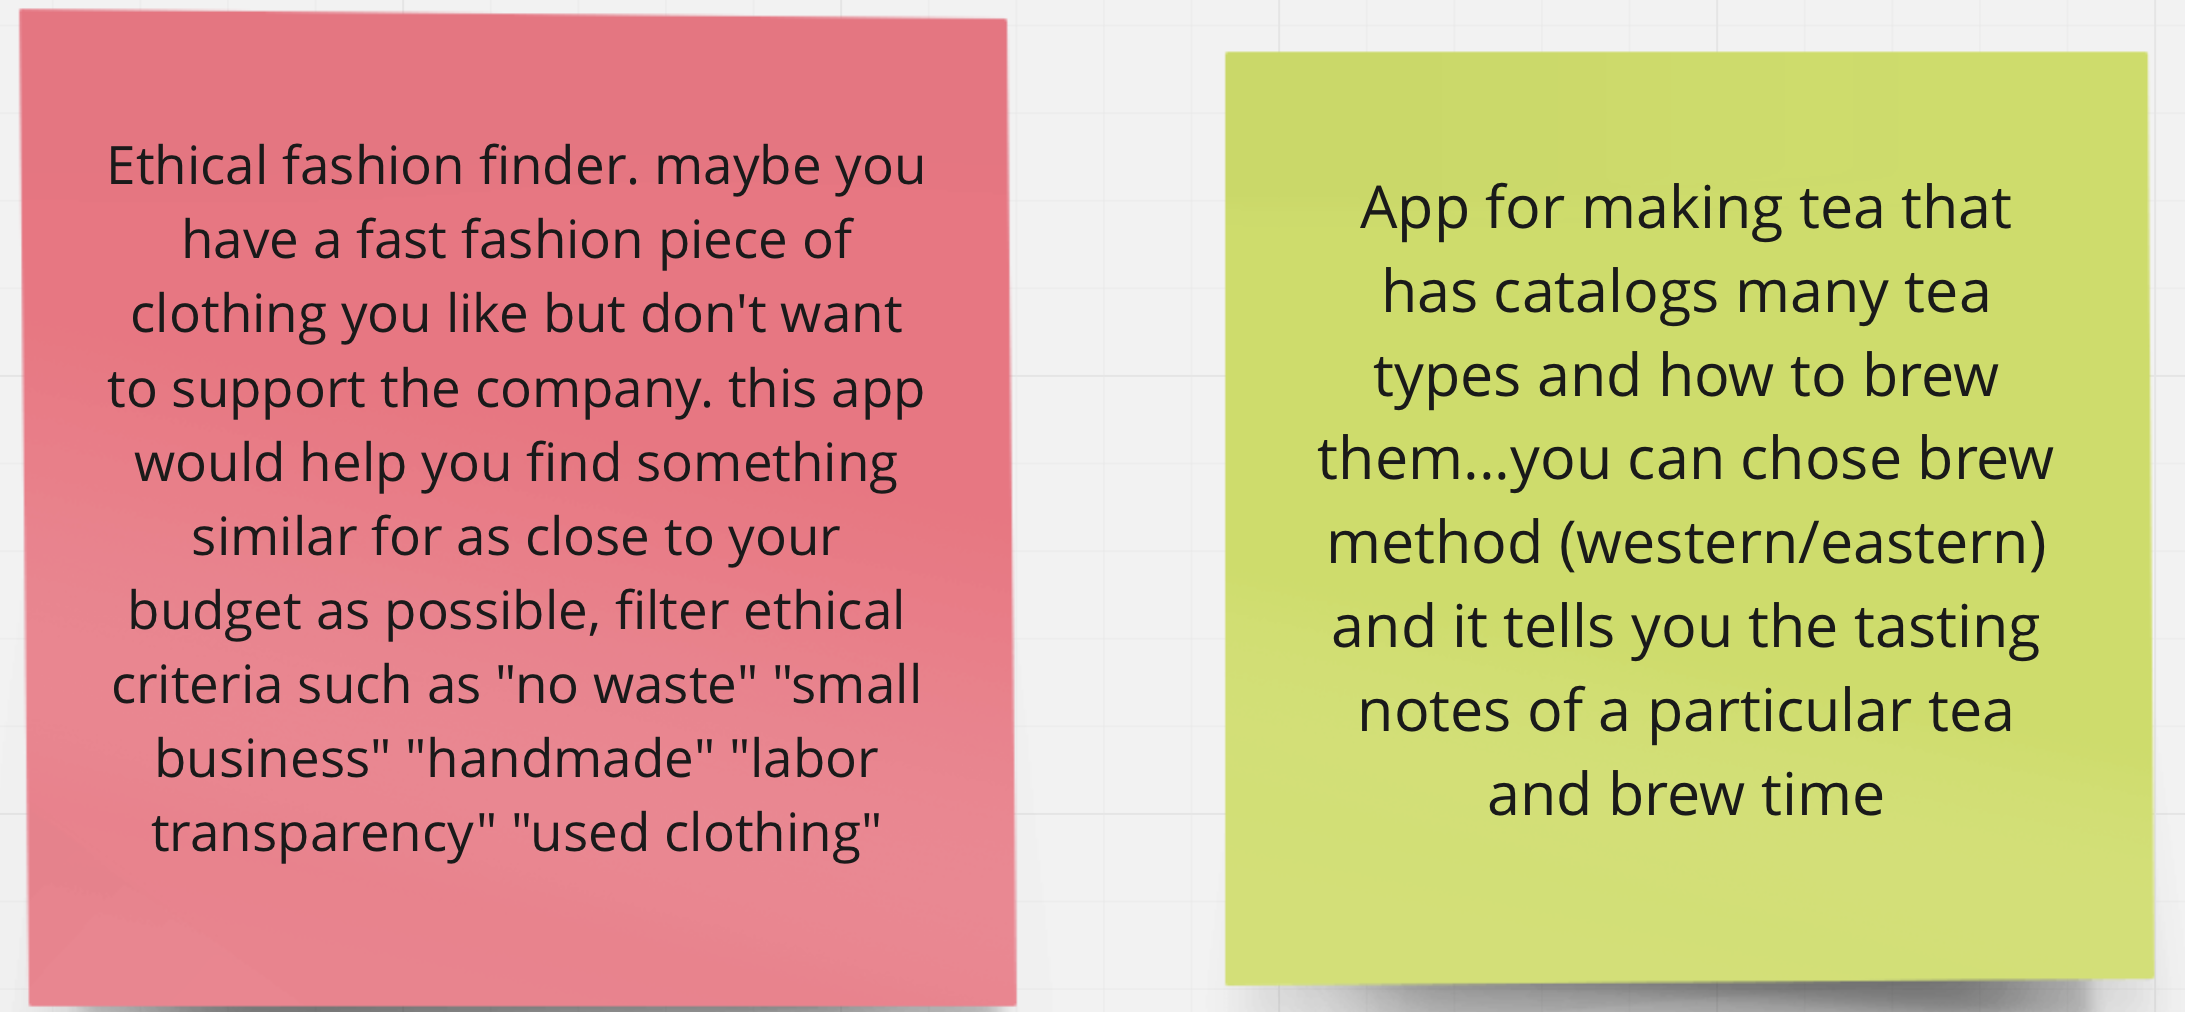 Ethical fashion finder. maybe you
have a fast fashion piece of
clothing you like but don't want
to support the company. this app
would help you find something
similar for as close to your
budget as possible, filter ethical
criteria such as "no waste" "small
business" "handmade" "labor
transparency" "used clothing"
App for making tea that
has catalogs many tea
types and how to brew
them...you can chose brew
method (western/eastern)
and it tells you the tasting
notes of a particular tea
and brew time